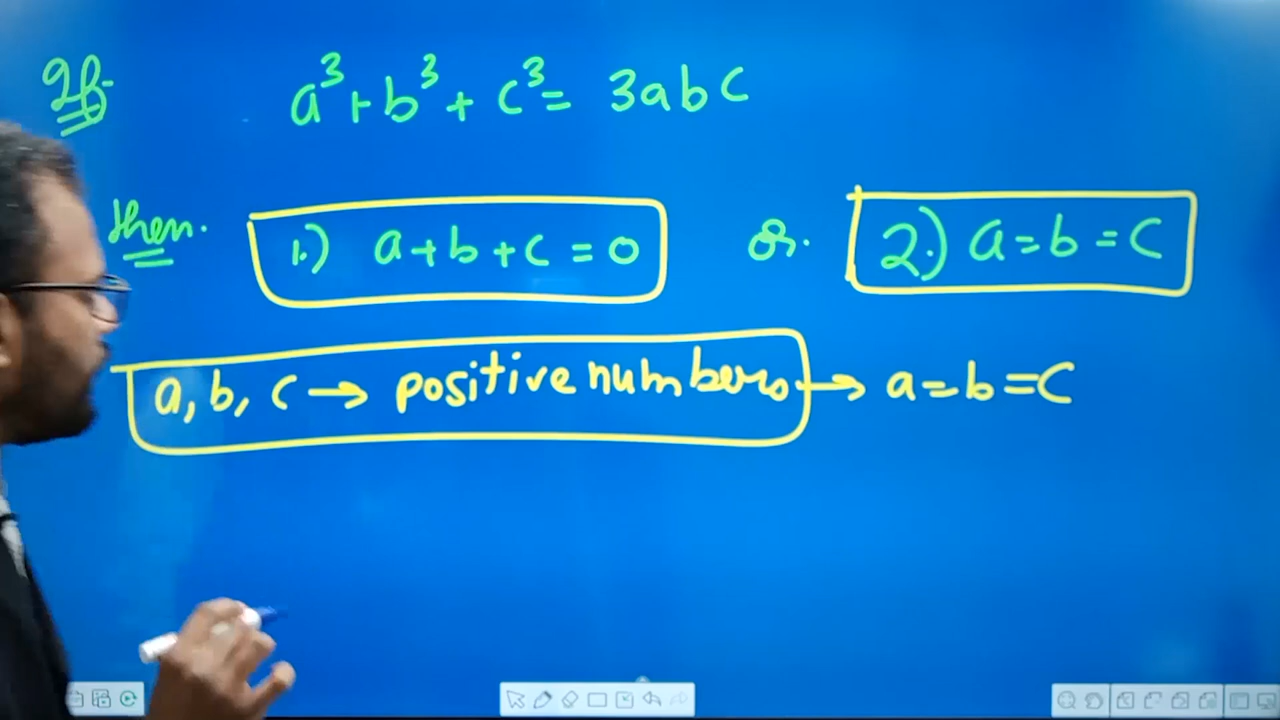 If a³+b³+c³= 3abc
then. 1.) a+b+c=0 or. 2.) a=b=c
a, b, c → positive numbers → a=b=c